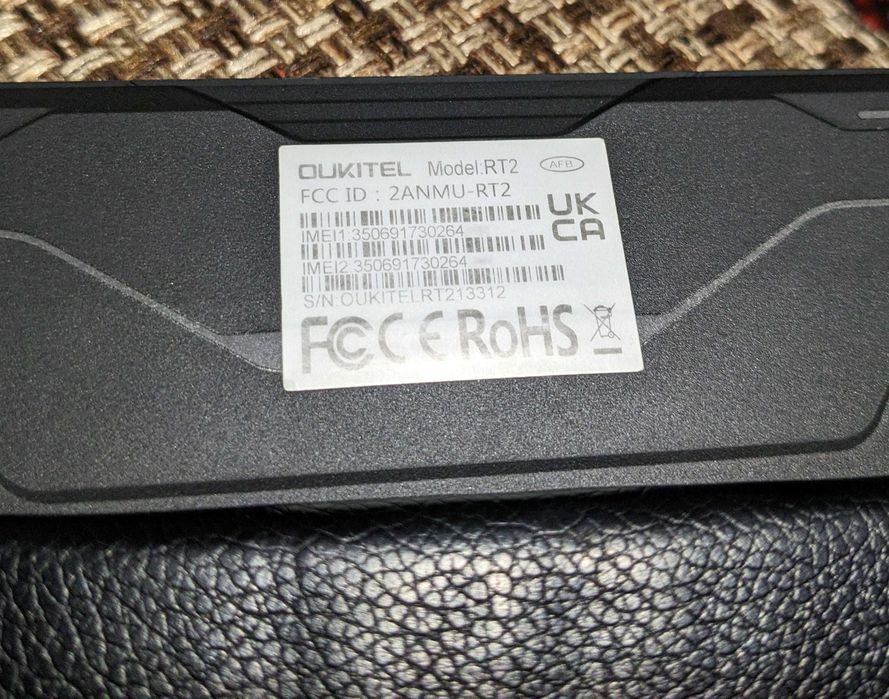 OUKITEL Model:RT2 AFB
FCC ID : 2ANMU-RT2
UK
CA
IMEI1:350691730264
IMEI2:350691730264
S/N:OUKITELRT213312
FC CE RoHS